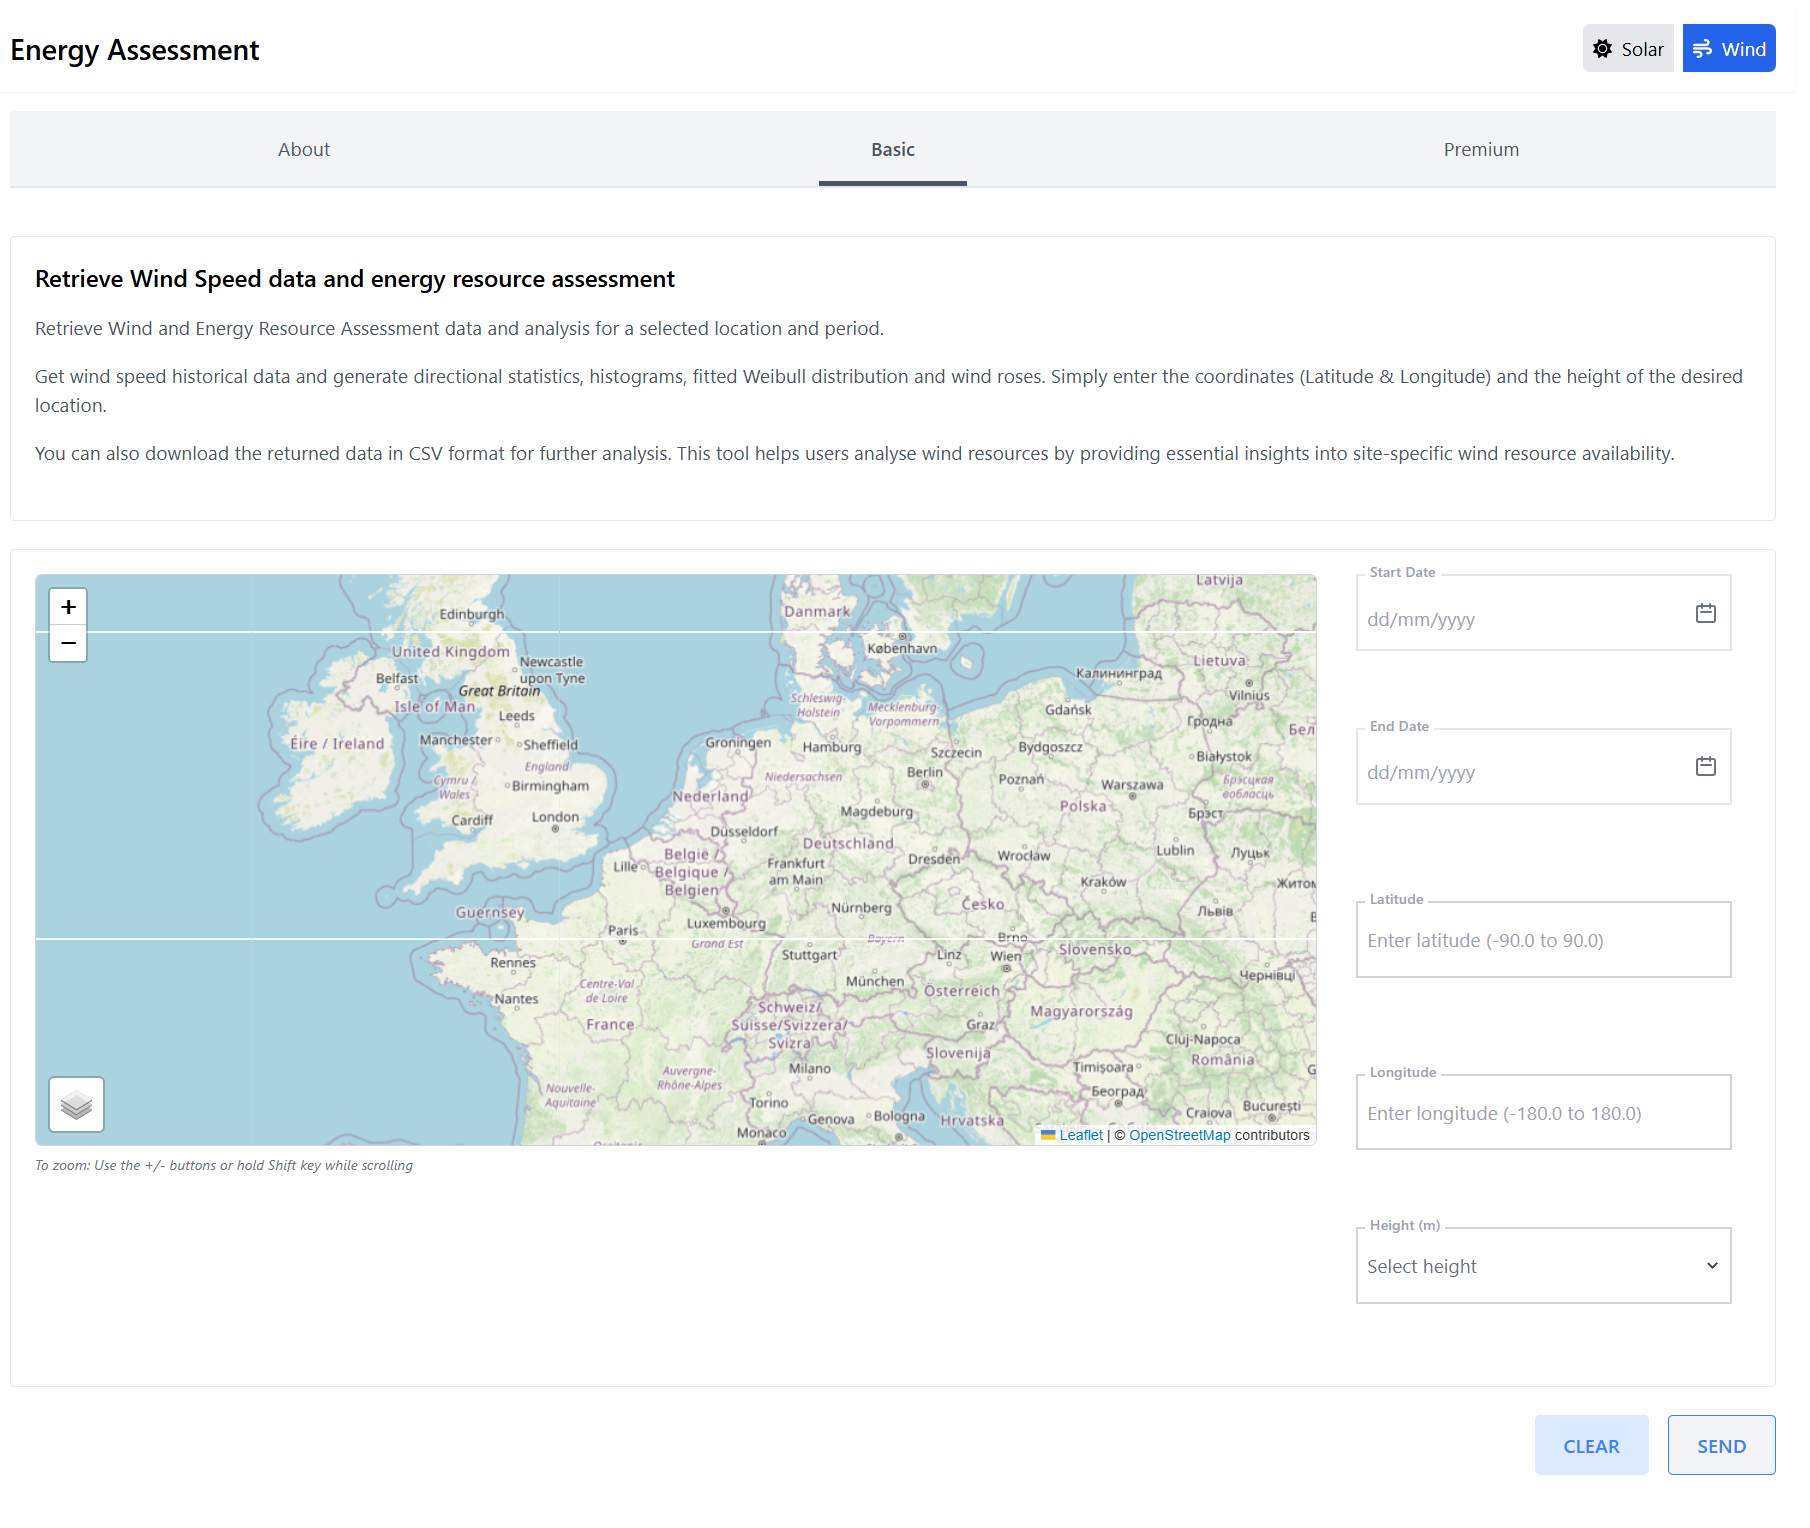 Energy Assessment
Solar
Wind
About
Basic
Premium
Retrieve Wind Speed data and energy resource assessment
Retrieve Wind and Energy Resource Assessment data and analysis for a selected location and period.
Get wind speed historical data and generate directional statistics, histograms, fitted Weibull distribution and wind roses. Simply enter the coordinates (Latitude & Longitude) and the height of the desired
location.
You can also download the returned data in CSV format for further analysis. This tool helps users analyse wind resources by providing essential insights into site-specific wind resource availability.
+
−
Latvija
Danmark
Edinburgh
København
United Kingdom
Newcastle
upon Tyne
Lietuva
Калининград
Belfast
Great Britain
Vilnius
Isle of Man
Schleswig-
Holstein
Mecklenburg-
Vorpommern
Gdańsk
Leeds
Гродна
Éire / Ireland
Manchester
Sheffield
Groningen
Hamburg
Szczecin
Bydgoszcz
Białystok
England
Niedersachsen
Berlin
Poznań
Warszawa
Cymru /
Wales
Birmingham
Nederland
Polska
Брэсцкая
вобласць
Magdeburg
Брэст
Cardiff
London
Düsseldorf
Deutschland
Lublin
Луцьк
België /
Belgique /
Belgien
Lille
Frankfurt
am Main
Dresden
Wrocław
Kraków
Guernsey
Nürnberg
Česko
Львів
Luxembourg
Paris
Grand Est
Bayern
Brno
Slovensko
Stuttgart
Linz
Wien
Rennes
München
Österreich
Чернівці
Centre-Val
de Loire
Nantes
Schweiz/
Suisse/Svizzera/
Svizra
Magyarország
France
Graz
Cluj-Napoca
Slovenija
România
Milano
Timișoara
Auvergne-
Rhône-Alpes
Nouvelle-
Aquitaine
Београд
Torino
Genova
Bologna
Hrvatska
Craiova
București
Monaco
Leaflet | © OpenStreetMap contributors
To zoom: Use the +/- buttons or hold Shift key while scrolling
Start Date
dd/mm/yyyy
End Date
dd/mm/yyyy
Latitude
Enter latitude (-90.0 to 90.0)
Longitude
Enter longitude (-180.0 to 180.0)
Height (m)
Select height
CLEAR
SEND